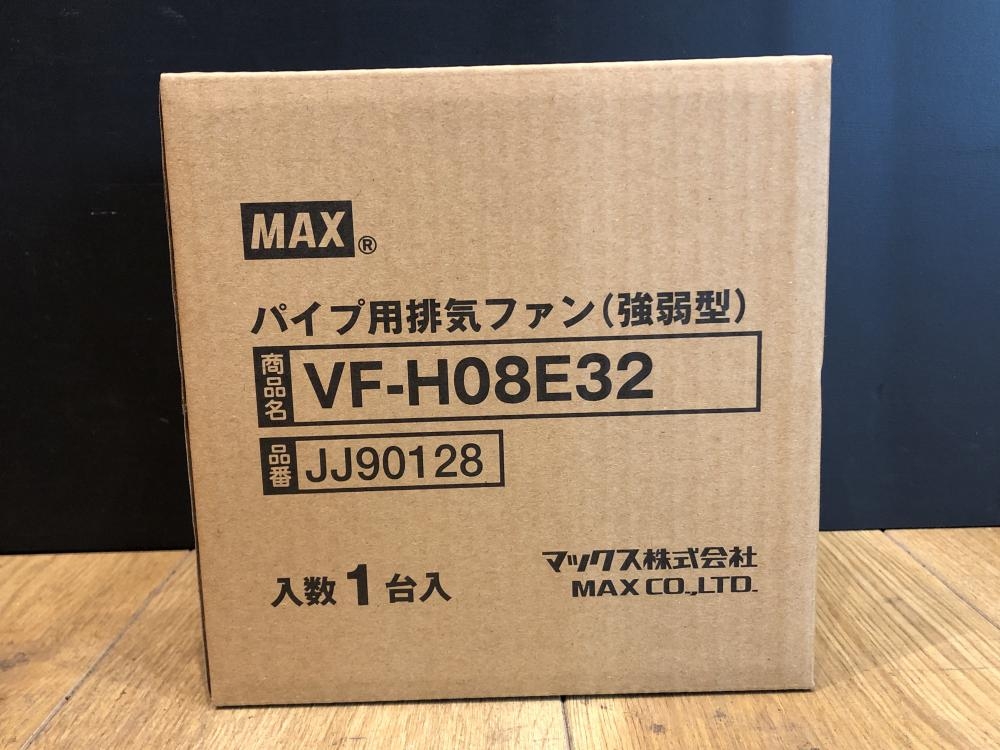 MAX®
パイプ用排気ファン(強弱型)
商品名 VF-H08E32
品番 JJ90128
入数 1 台入
マックス株式会社
MAX CO.,LTD.